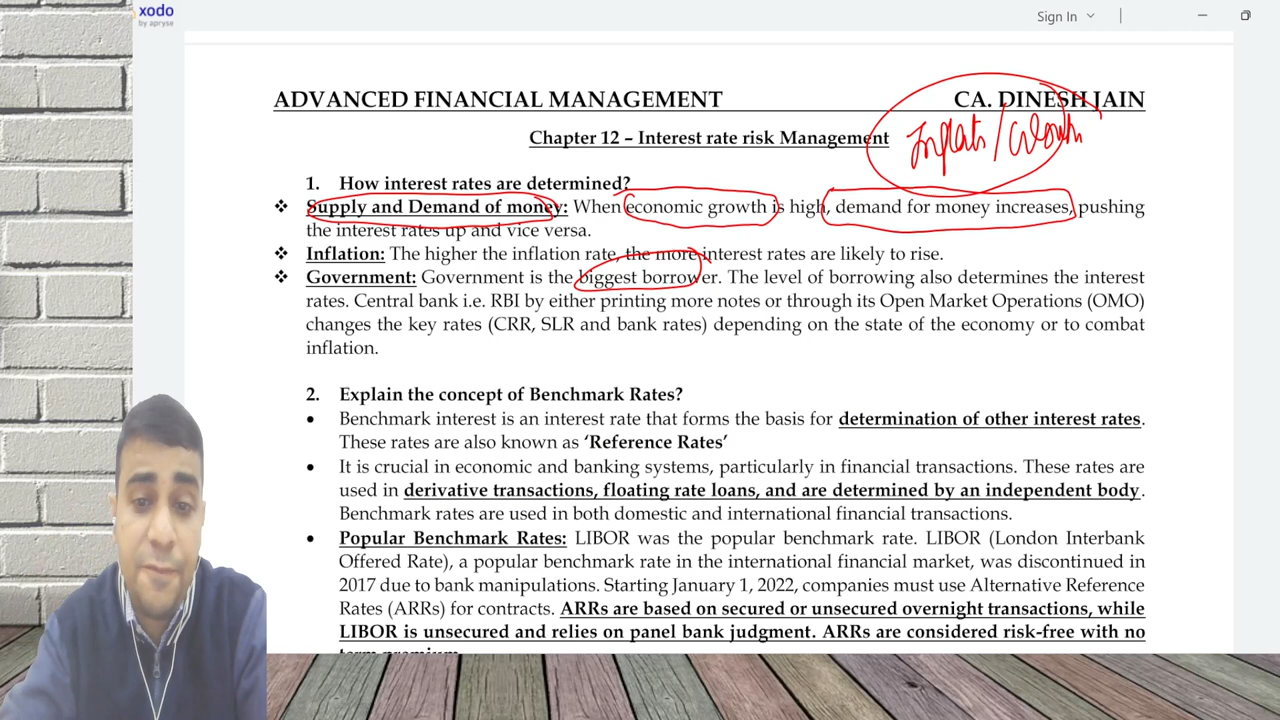 xodo
by apryse
Sign In
ADVANCED FINANCIAL MANAGEMENT CA. DINESH JAIN
Inflatn/Growth
Chapter 12 – Interest rate risk Management
1. How interest rates are determined?
❖ Supply and Demand of money: When economic growth is high, demand for money increases, pushing
the interest rates up and vice versa.
❖ Inflation: The higher the inflation rate, the more interest rates are likely to rise.
❖ Government: Government is the biggest borrower. The level of borrowing also determines the interest
rates. Central bank i.e. RBI by either printing more notes or through its Open Market Operations (OMO)
changes the key rates (CRR, SLR and bank rates) depending on the state of the economy or to combat
inflation.
2. Explain the concept of Benchmark Rates?
• Benchmark interest is an interest rate that forms the basis for determination of other interest rates.
These rates are also known as ‘Reference Rates’
• It is crucial in economic and banking systems, particularly in financial transactions. These rates are
used in derivative transactions, floating rate loans, and are determined by an independent body.
Benchmark rates are used in both domestic and international financial transactions.
• Popular Benchmark Rates: LIBOR was the popular benchmark rate. LIBOR (London Interbank
Offered Rate), a popular benchmark rate in the international financial market, was discontinued in
2017 due to bank manipulations. Starting January 1, 2022, companies must use Alternative Reference
Rates (ARRs) for contracts. ARRs are based on secured or unsecured overnight transactions, while
LIBOR is unsecured and relies on panel bank judgment. ARRs are considered risk-free with no
term premium